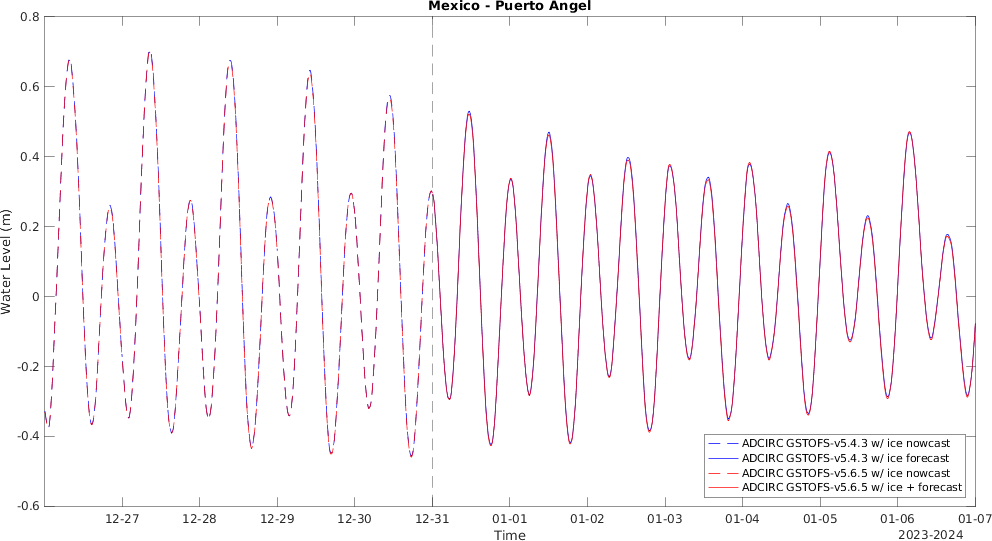 Mexico - Puerto Angel
0.8
0.6
0.4
0.2
0
-0.2
-0.4
-0.6
Water Level (m)
ADCIRC GSTOFS-v5.4.3 w/ ice nowcast
ADCIRC GSTOFS-v5.4.3 w/ ice forecast
ADCIRC GSTOFS-v5.6.5 w/ ice nowcast
ADCIRC GSTOFS-v5.6.5 w/ ice + forecast
12-27 12-28 12-29 12-30 12-31 01-01 01-02 01-03 01-04 01-05 01-06 01-07
Time
2023-2024